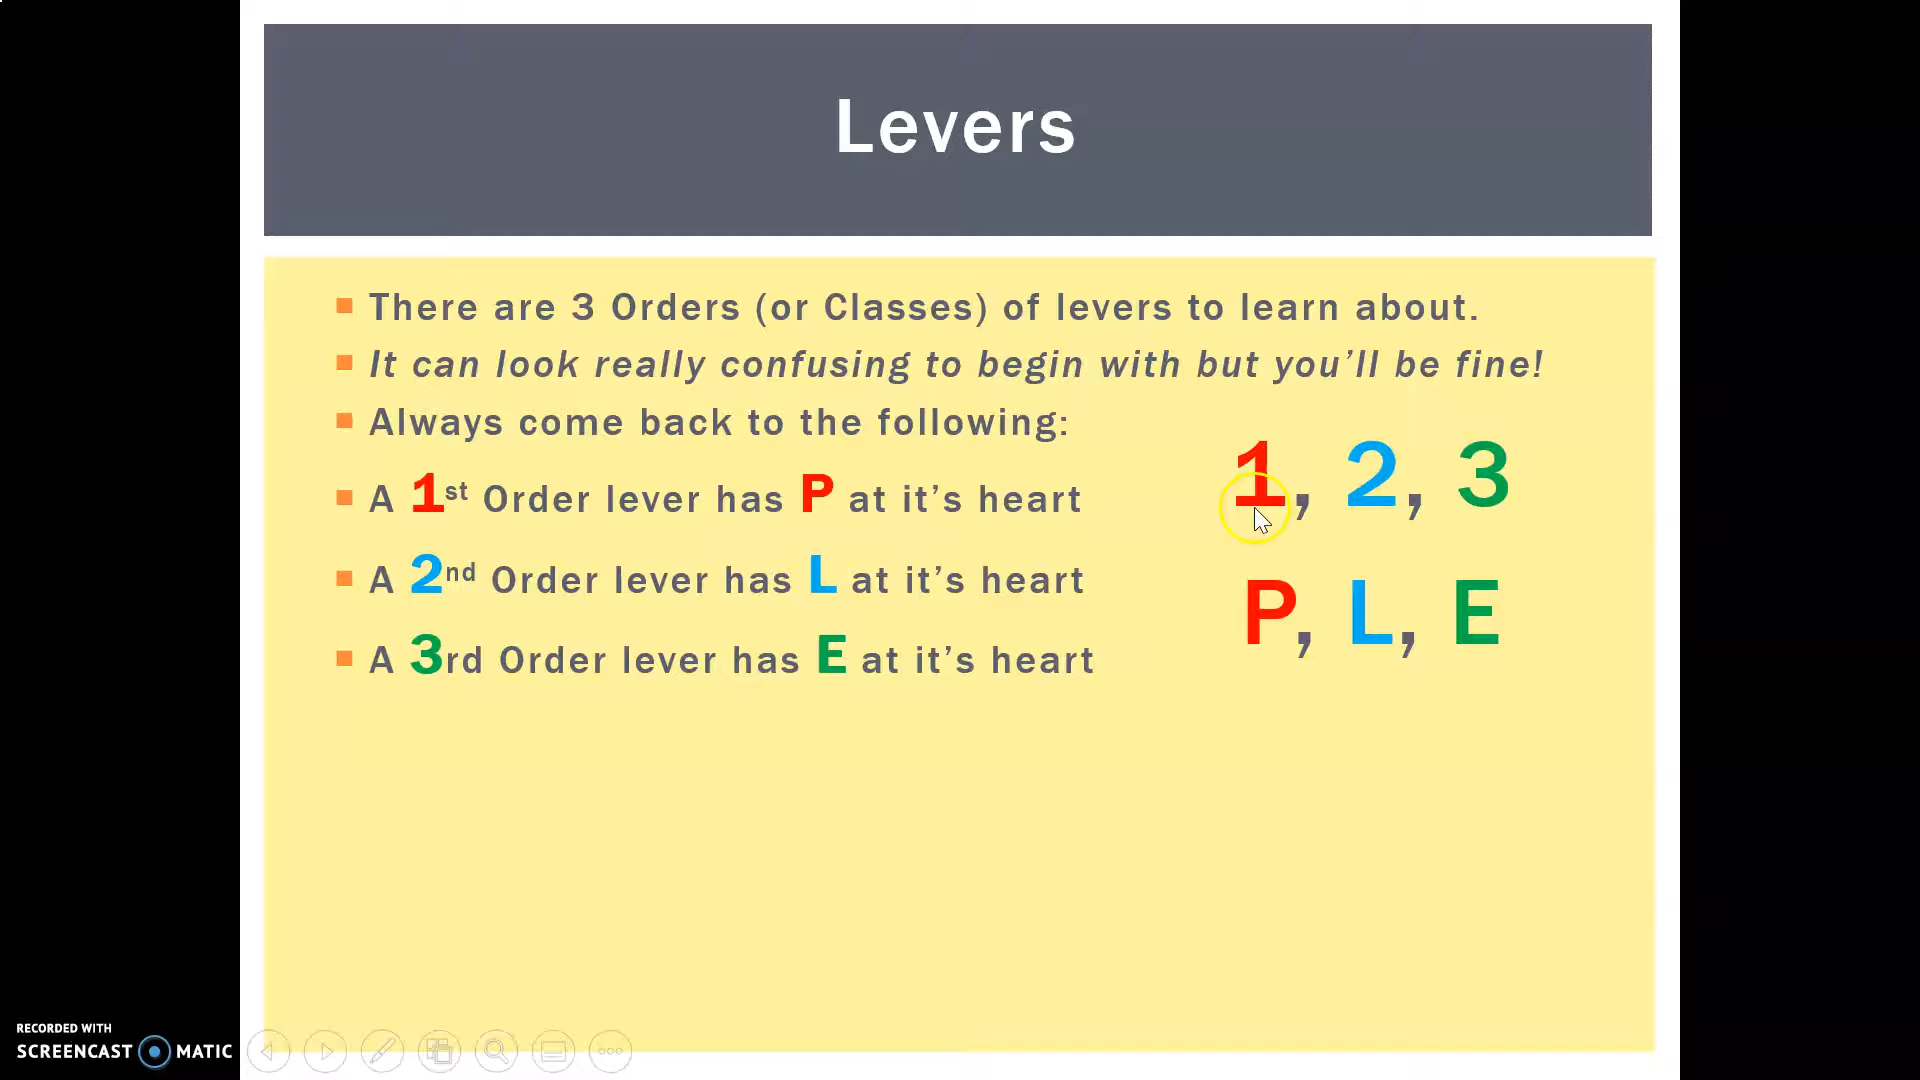 Levers
There are 3 Orders (or Classes) of levers to learn about.
It can look really confusing to begin with but you’ll be fine!
Always come back to the following:
A 1st Order lever has P at it’s heart
A 2nd Order lever has L at it’s heart
A 3rd Order lever has E at it’s heart
1, 2, 3
P, L, E
RECORDED WITH
SCREENCAST MATIC